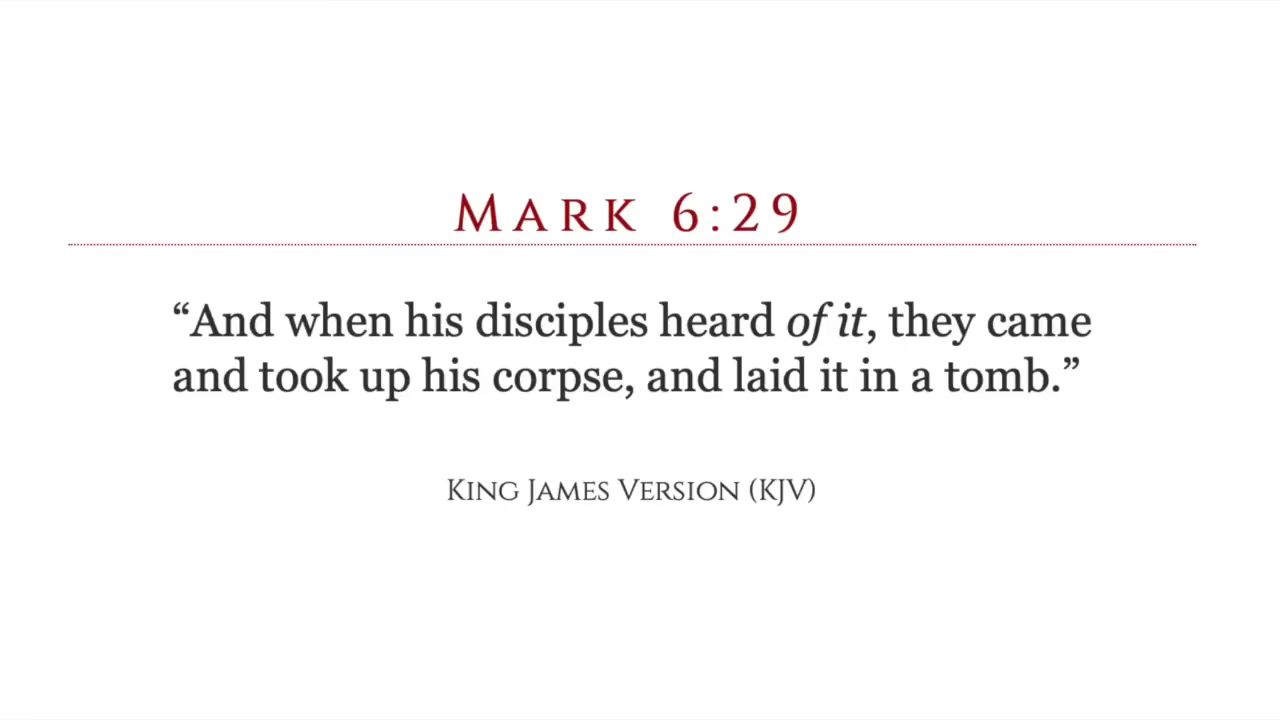 Mark 6:29
“And when his disciples heard of it, they came
and took up his corpse, and laid it in a tomb.”
King James Version (KJV)